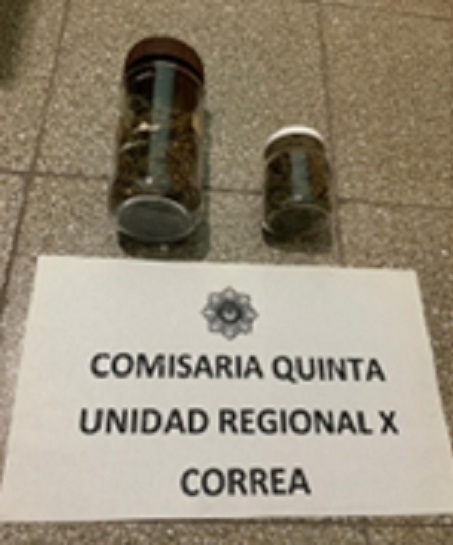 COMISARIA QUINTA
UNIDAD REGIONAL X
CORREA